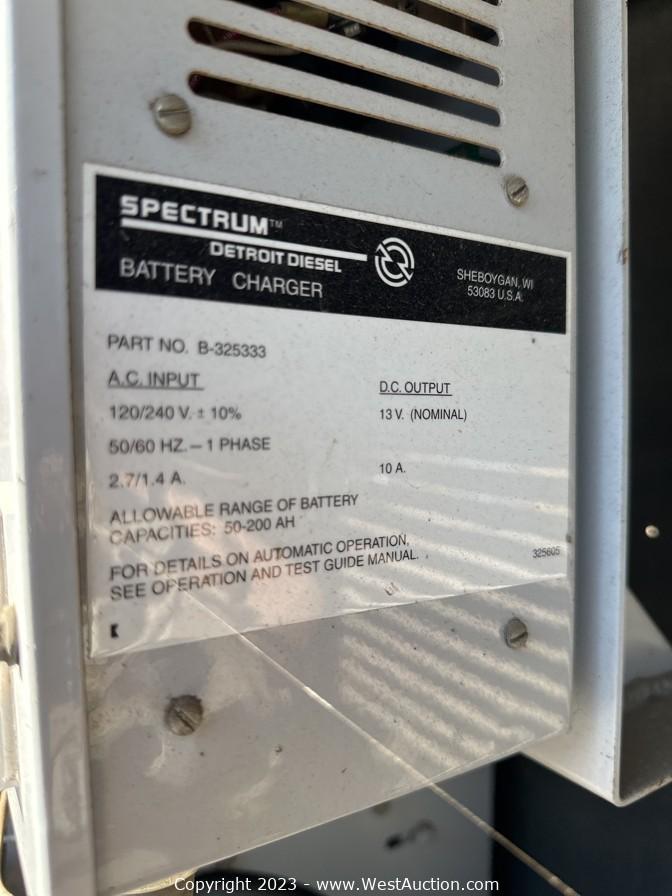 SPECTRUM™
DETROIT DIESEL
BATTERY CHARGER
SHEBOYGAN, WI
53083 U.S.A.
PART NO. B-325333
A.C. INPUT
120/240 V. ± 10%
50/60 HZ. – 1 PHASE
2.7/1.4 A.
D.C. OUTPUT
13 V. (NOMINAL)
10 A.
ALLOWABLE RANGE OF BATTERY
CAPACITIES: 50-200 AH
FOR DETAILS ON AUTOMATIC OPERATION,
SEE OPERATION AND TEST GUIDE MANUAL.
325605
Copyright 2023 - www.WestAuction.com